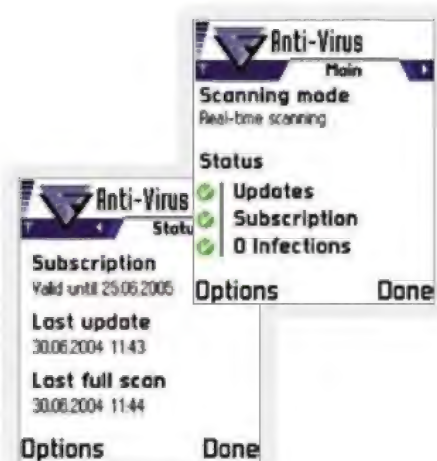 Anti-Virus
Main
Scanning mode
Real-time scanning
Status
Updates
Subscription
0 Infections
Options Done
Anti-Virus
Statu
Subscription
Valid until 25.06.2005
Last update
30.06.2004 11:43
Last full scan
30.06.2004 11:44
Options Done